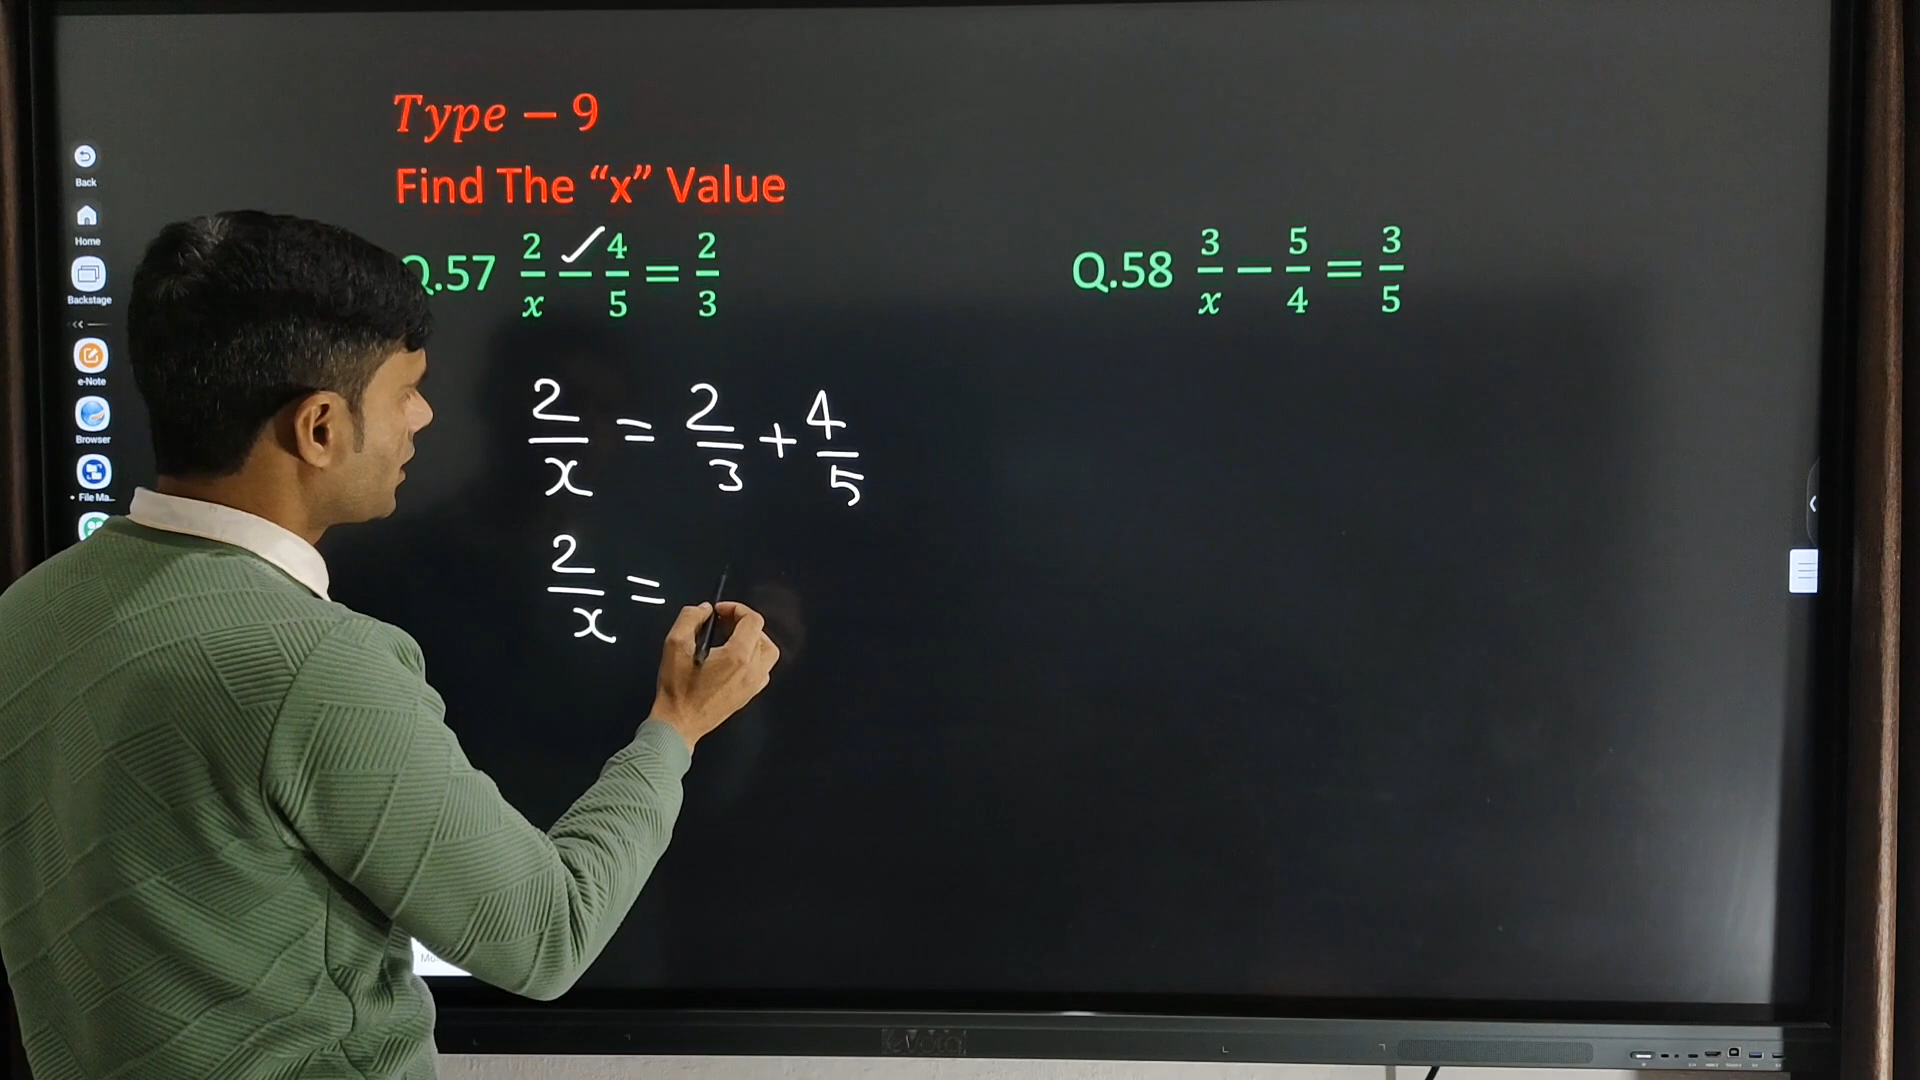 Type – 9
Find The “x” Value
Q.57 2/x − 4/5 = 2/3
Q.58 3/x − 5/4 = 3/5
2/x = 2/3 + 4/5
2/x =
Back
Home
Backstage
e-Note
Browser
File Ma...